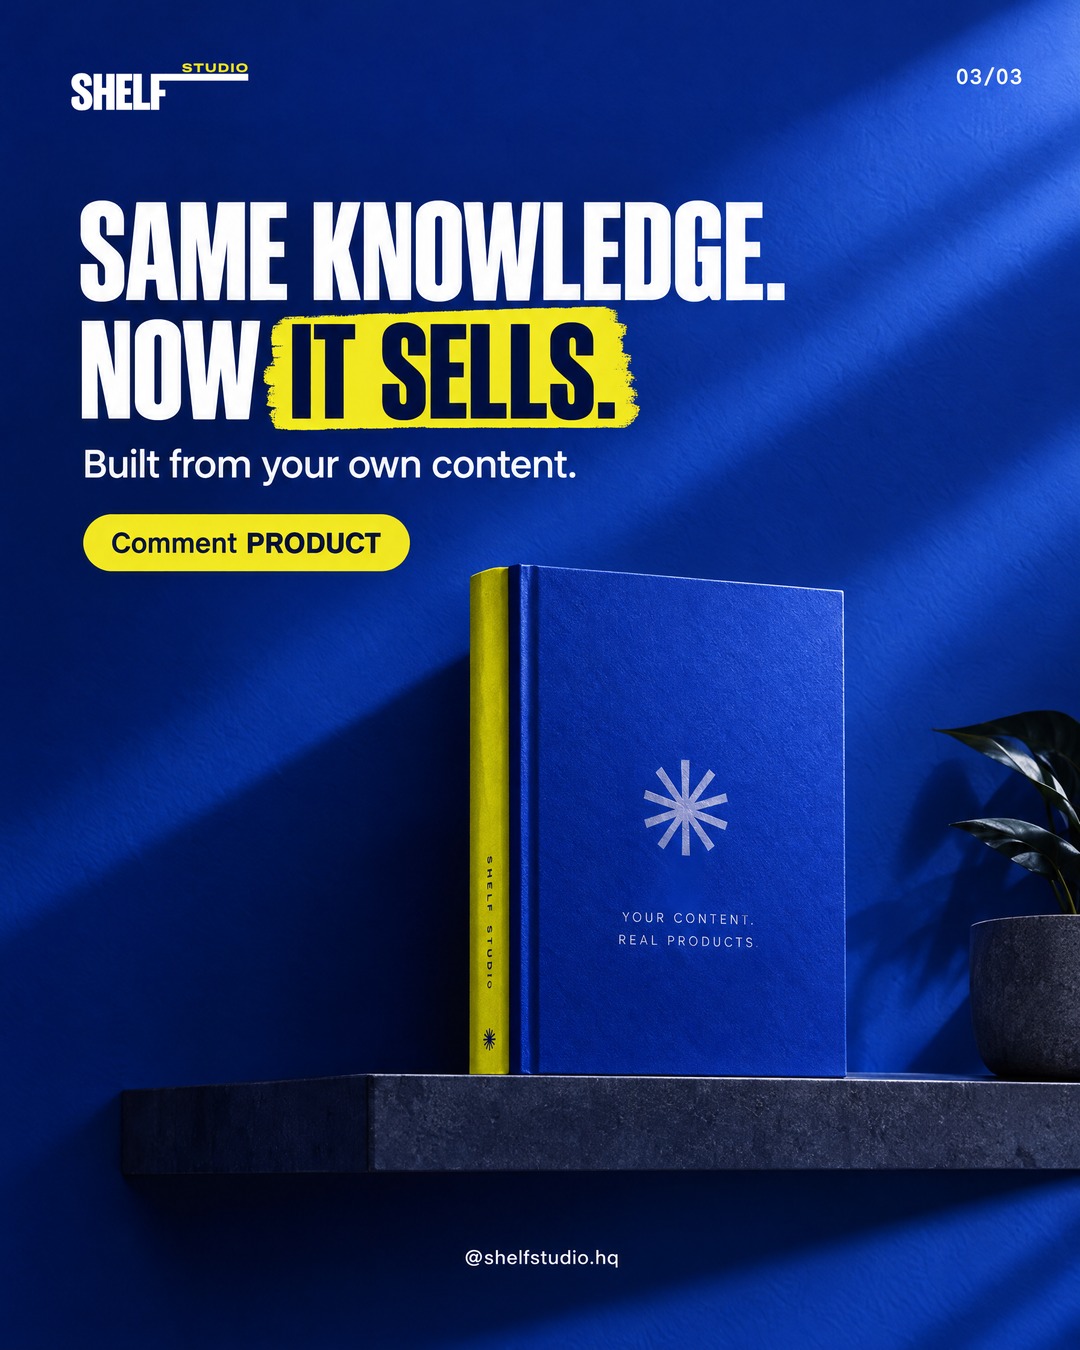 STUDIO
SHELF
03/03
SAME KNOWLEDGE.
NOW IT SELLS.
Built from your own content.
Comment PRODUCT
SHELF STUDIO
YOUR CONTENT.
REAL PRODUCTS.
@shelfstudio.hq